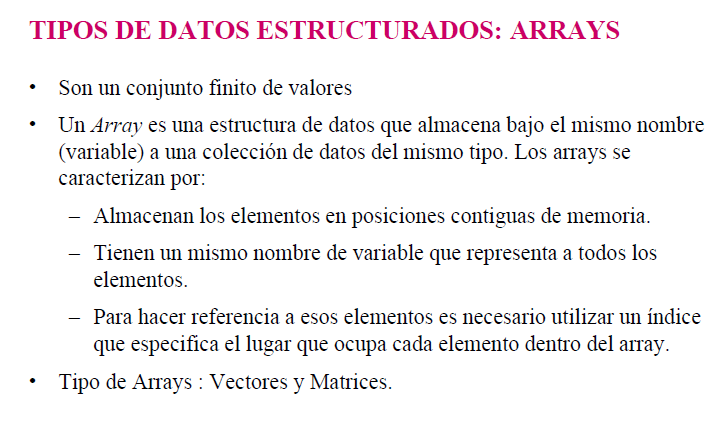 TIPOS DE DATOS ESTRUCTURADOS: ARRAYS
• Son un conjunto finito de valores
• Un Array es una estructura de datos que almacena bajo el mismo nombre
(variable) a una colección de datos del mismo tipo. Los arrays se
caracterizan por:
– Almacenan los elementos en posiciones contiguas de memoria.
– Tienen un mismo nombre de variable que representa a todos los
elementos.
– Para hacer referencia a esos elementos es necesario utilizar un índice
que especifica el lugar que ocupa cada elemento dentro del array.
• Tipo de Arrays : Vectores y Matrices.